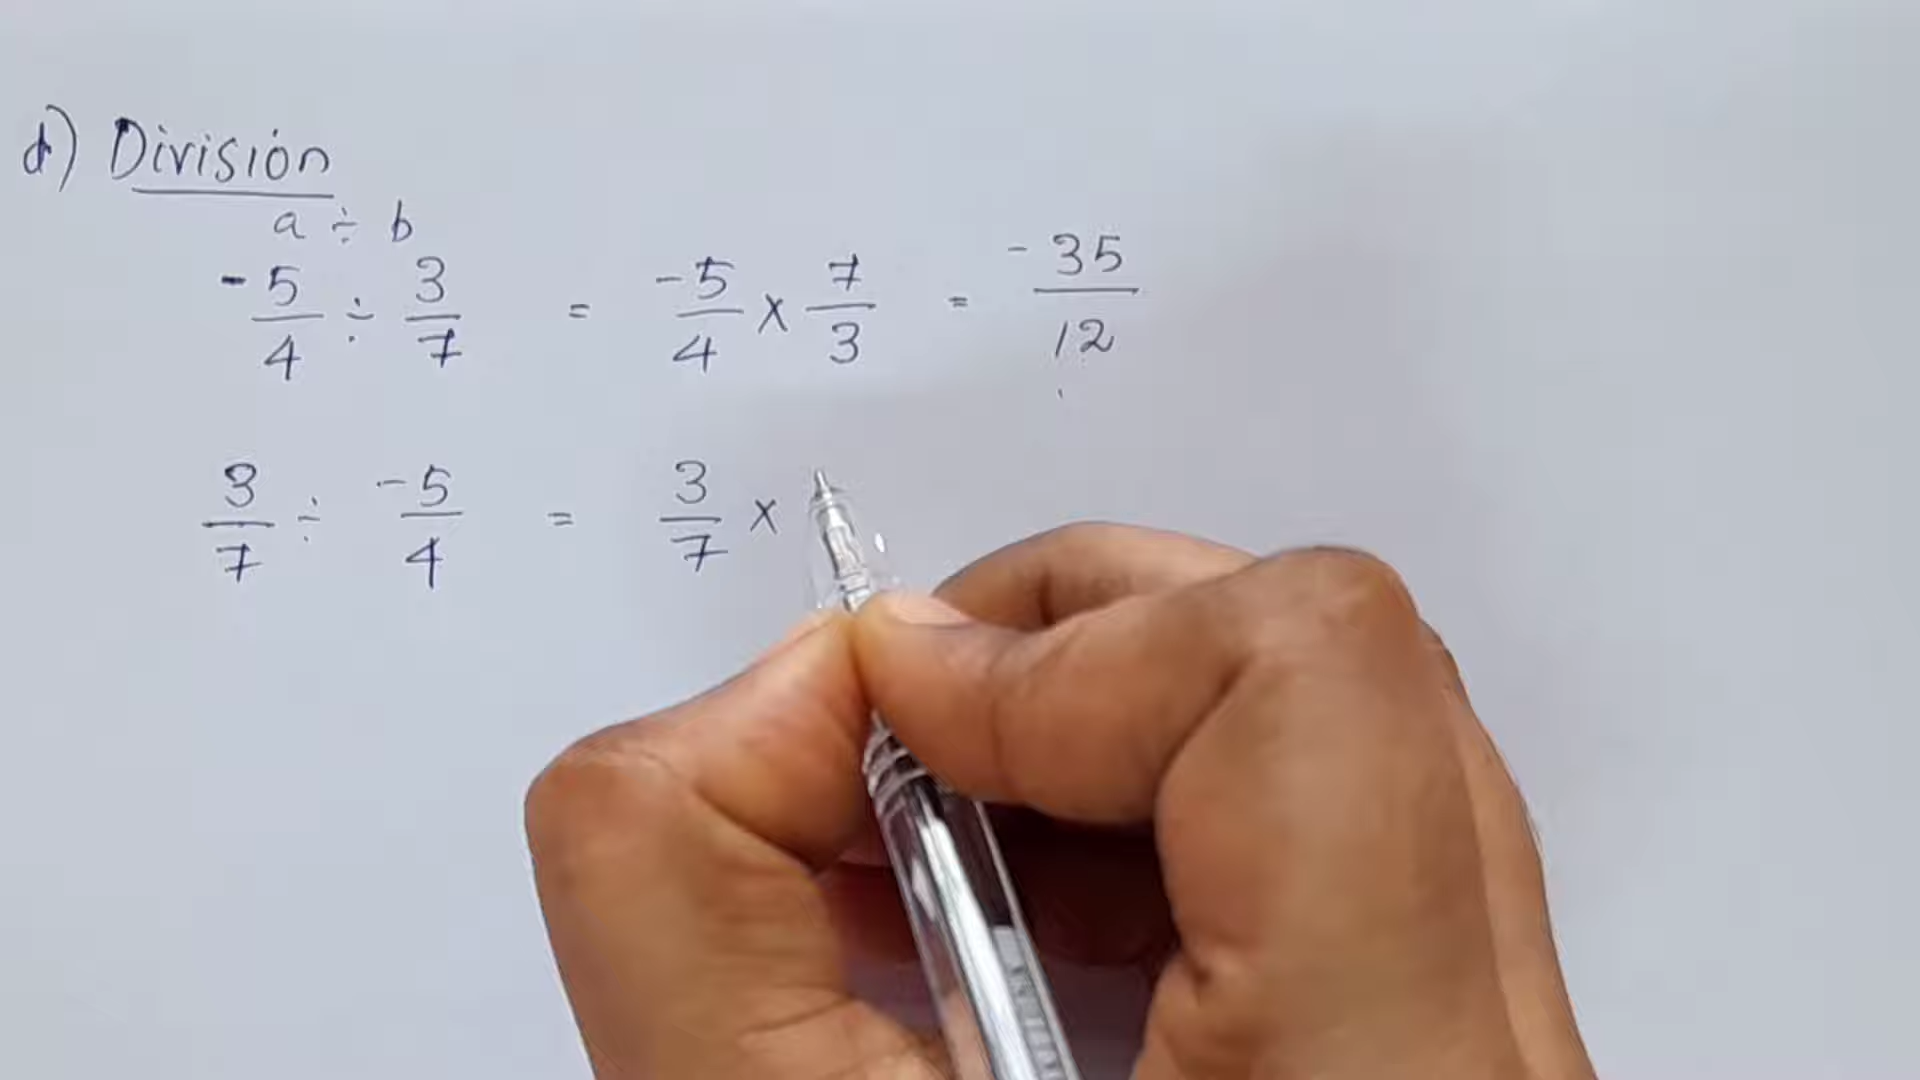 d) Division
a ÷ b
-5/4 ÷ 3/7 = -5/4 × 7/3 = -35/12
3/7 ÷ -5/4 = 3/7 ×